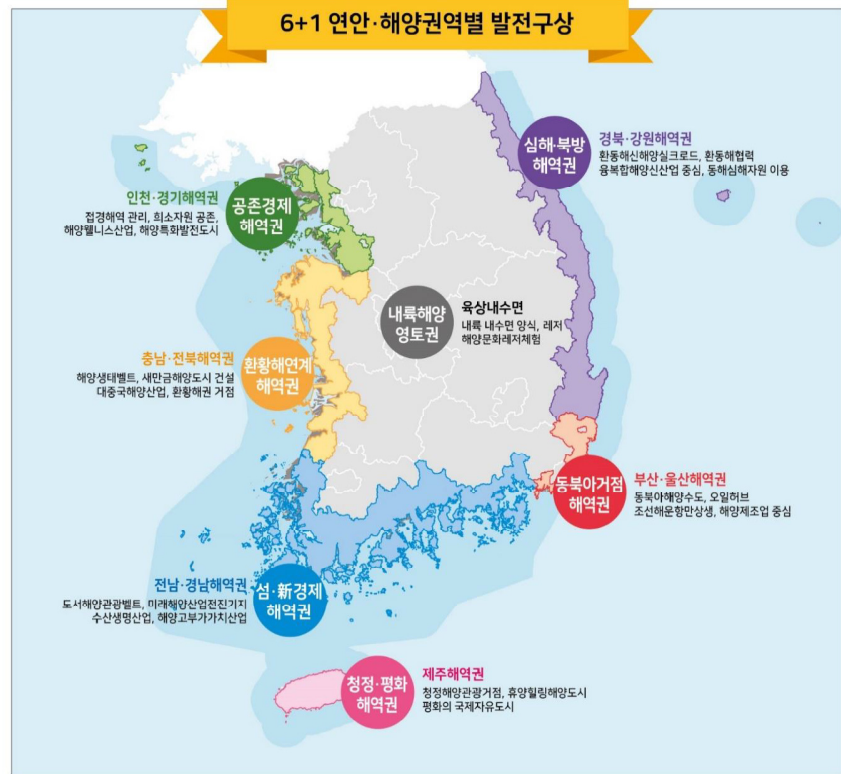 6+1 연안·해양권역별 발전구상
심해·북방
해역권
경북·강원해역권
환동해신해양실크로드, 환동해협력
융복합해양신산업 중심, 동해심해자원 이용
인천·경기해역권
접경해역 관리, 희소자원 공존,
해양웰니스산업, 해양특화발전도시
공존경제
해역권
내륙해양
영토권
육상내수면
내륙 내수면 양식, 레저
해양문화레저체험
충남·전북해역권
해양생태벨트, 새만금해양도시 건설
대중국해양산업, 환황해권 거점
환황해연계
해역권
동북아거점
해역권
부산·울산해역권
동북아해양수도, 오일허브
조선해운항만상생, 해양제조업 중심
전남·경남해역권
도서해양관광벨트, 미래해양산업전진기지
수산생명산업, 해양고부가가치산업
섬·新경제
해역권
청정·평화
해역권
제주해역권
청정해양관광거점, 휴양힐링해양도시
평화의 국제자유도시